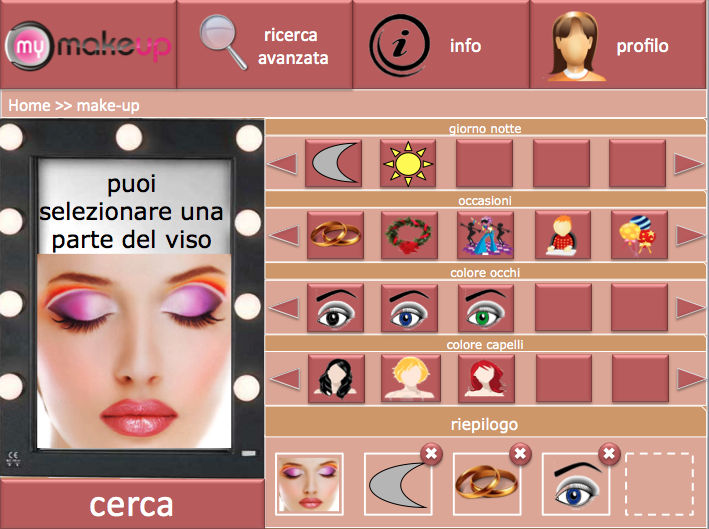 my makeup
ricerca
avanzata
info
profilo
Home >> make-up
puoi
selezionare una
parte del viso
giorno notte
occasioni
colore occhi
colore capelli
riepilogo
cerca